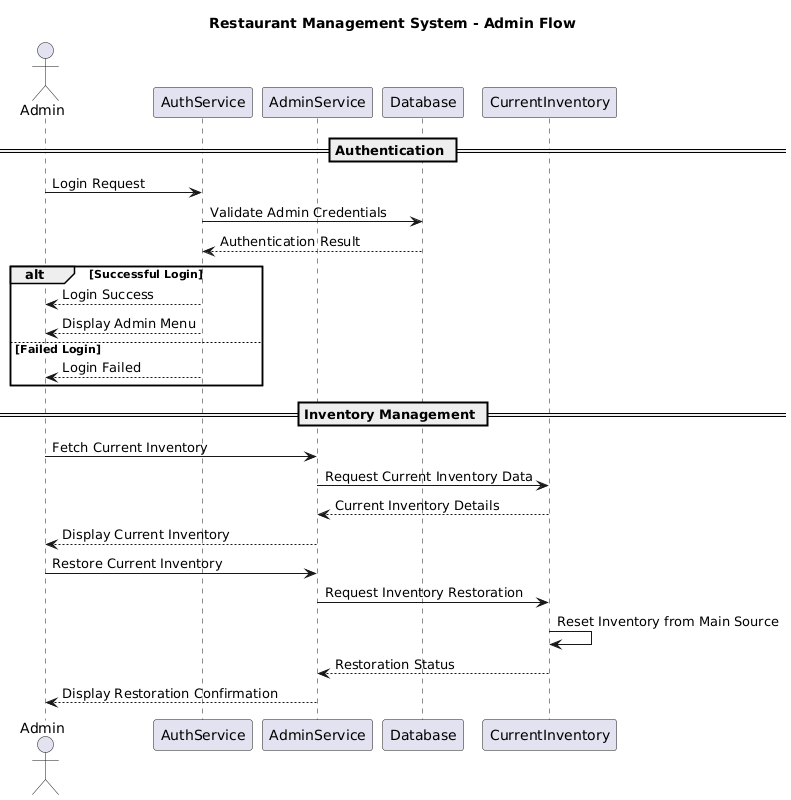 Restaurant Management System - Admin Flow
Admin
AuthService
AdminService
Database
CurrentInventory
Authentication
Login Request
Validate Admin Credentials
Authentication Result
alt
[Successful Login]
Login Success
Display Admin Menu
[Failed Login]
Login Failed
Inventory Management
Fetch Current Inventory
Request Current Inventory Data
Current Inventory Details
Display Current Inventory
Restore Current Inventory
Request Inventory Restoration
Reset Inventory from Main Source
Restoration Status
Display Restoration Confirmation
Admin
AuthService
AdminService
Database
CurrentInventory